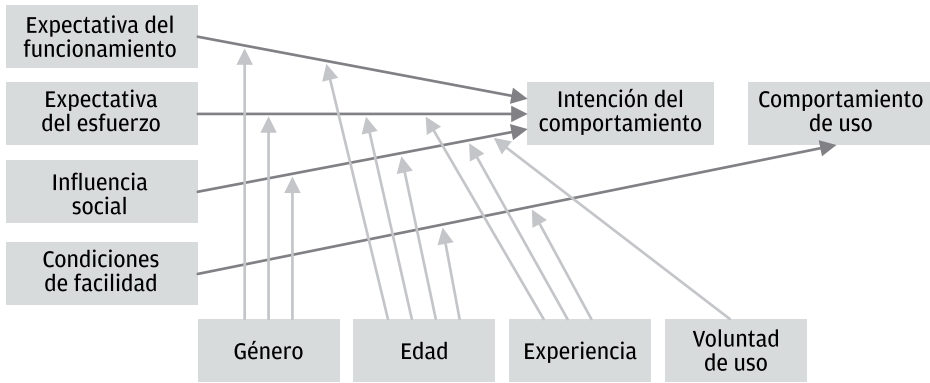 Expectativa del
funcionamiento
Expectativa
del esfuerzo
Intención del
comportamiento
Comportamiento
de uso
Influencia
social
Condiciones
de facilidad
Género
Edad
Experiencia
Voluntad
de uso